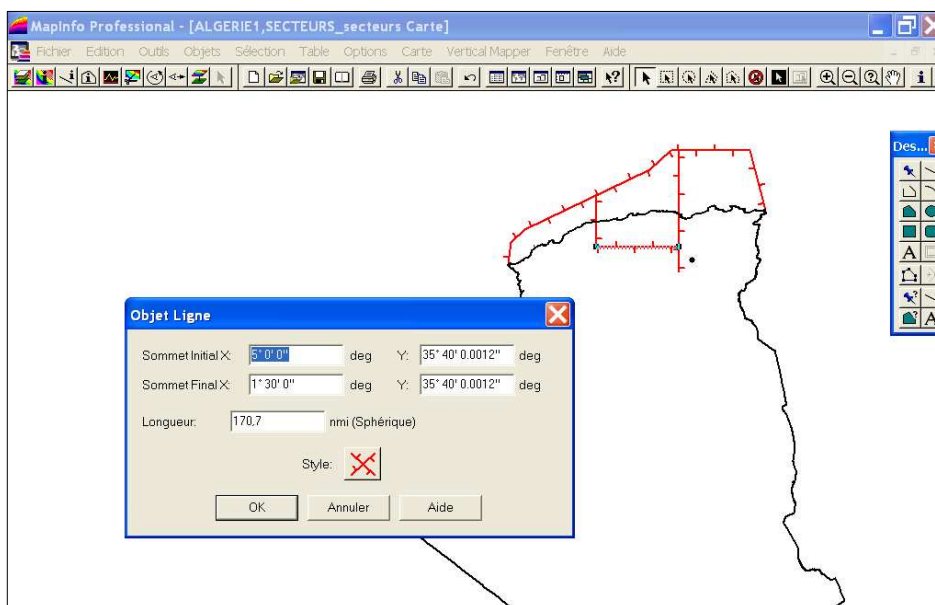 MapInfo Professional - [ALGERIE1,SECTEURS_secteurs Carte]
Fichier Edition Outils Objets Sélection Table Options Carte Vertical Mapper Fenêtre Aide
Des...
A
A
Objet Ligne
Sommet Initial X: 5° 0' 0" deg Y: 35° 40' 0.0012" deg
Sommet Final X: 1° 30' 0" deg Y: 35° 40' 0.0012" deg
Longueur: 170,7 nmi (Sphérique)
Style:
OK Annuler Aide